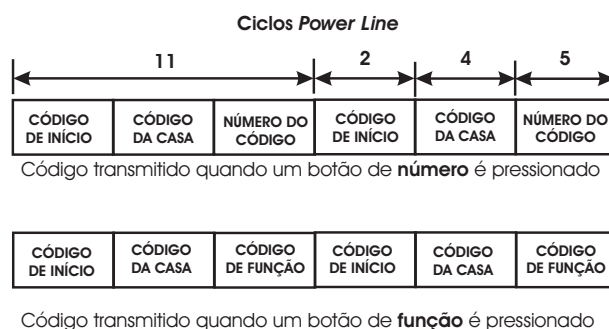 Ciclos Power Line
11 2 4 5
CÓDIGO CÓDIGO NÚMERO DO CÓDIGO CÓDIGO NÚMERO DO
DE INÍCIO DA CASA CÓDIGO DE INÍCIO DA CASA CÓDIGO
Código transmitido quando um botão de número é pressionado
CÓDIGO CÓDIGO CÓDIGO CÓDIGO CÓDIGO CÓDIGO
DE INÍCIO DA CASA DE FUNÇÃO DE INÍCIO DA CASA DE FUNÇÃO
Código transmitido quando um botão de função é pressionado